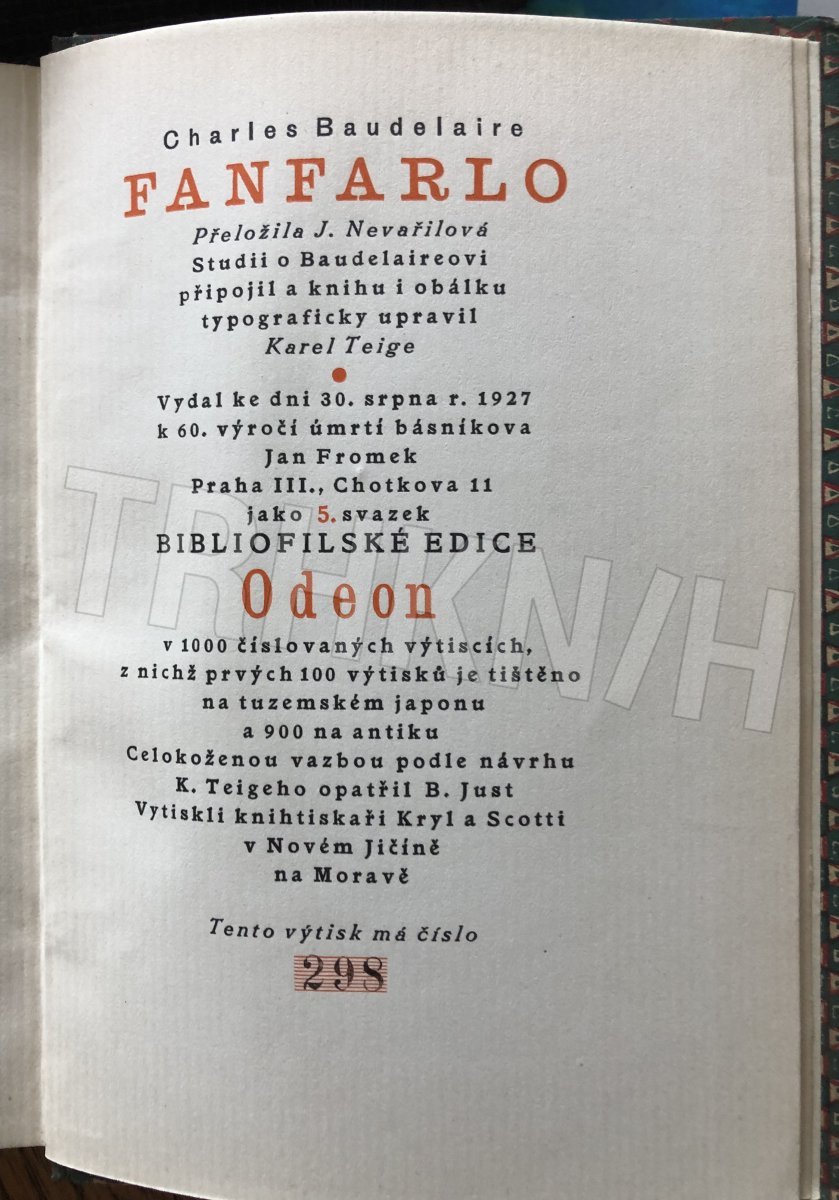 Charles Baudelaire
FANFARLO
Přeložila J. Nevařilová
Studii o Baudelaireovi
připojil a knihu i obálku
typograficky upravil
Karel Teige
Vydal ke dni 30. srpna r. 1927
k 60. výročí úmrtí básníkova
Jan Fromek
Praha III., Chotkova 11
jako 5. svazek
BIBLIOFILSKÉ EDICE
Odeon
v 1000 číslovaných výtiscích,
z nichž prvých 100 výtisků je tištěno
na tuzemském japonu
a 900 na antiku
Celokoženou vazbou podle návrhu
K. Teigeho opatřil B. Just
Vytiskli knihtiskaři Kryl a Scotti
v Novém Jičíně
na Moravě
Tento výtisk má číslo
298
TRHKN/H